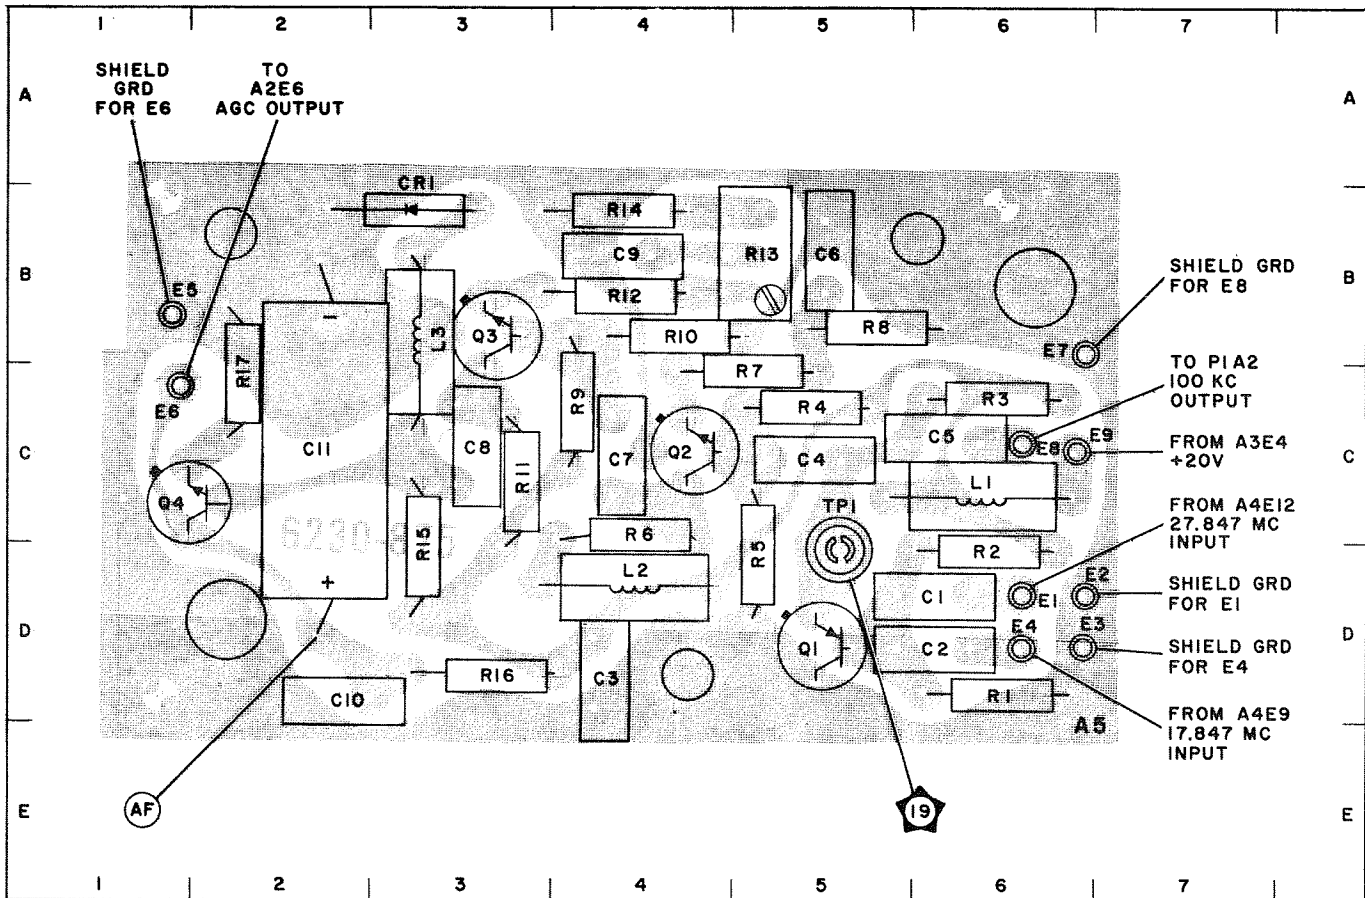 1 2 3 4 5 6 7
A A
SHIELD
GRD
FOR E6
TO
A2E6
AGC OUTPUT
CR1
R14
C9
R13
C6
B B
SHIELD GRD
FOR E8
E5
R12
L3
Q3
R10
R8
E7
R17
R7
TO P1A2
100 KC
OUTPUT
E6
R9
R4
R3
C11
C8
R11
C7
Q2
C4
C5
E8
E9
FROM A3E4
+20V
C C
L1
Q4
TP1
FROM A4E12
27.847 MC
INPUT
6230-8
R15
R6
R5
R2
L2
C1
E1
E2
SHIELD GRD
FOR E1
D D
Q1
C2
E4
E3
SHIELD GRD
FOR E4
R16
C3
C10
R1
A5
FROM A4E9
17.847 MC
INPUT
E E
AF
19
1 2 3 4 5 6 7
- 
+